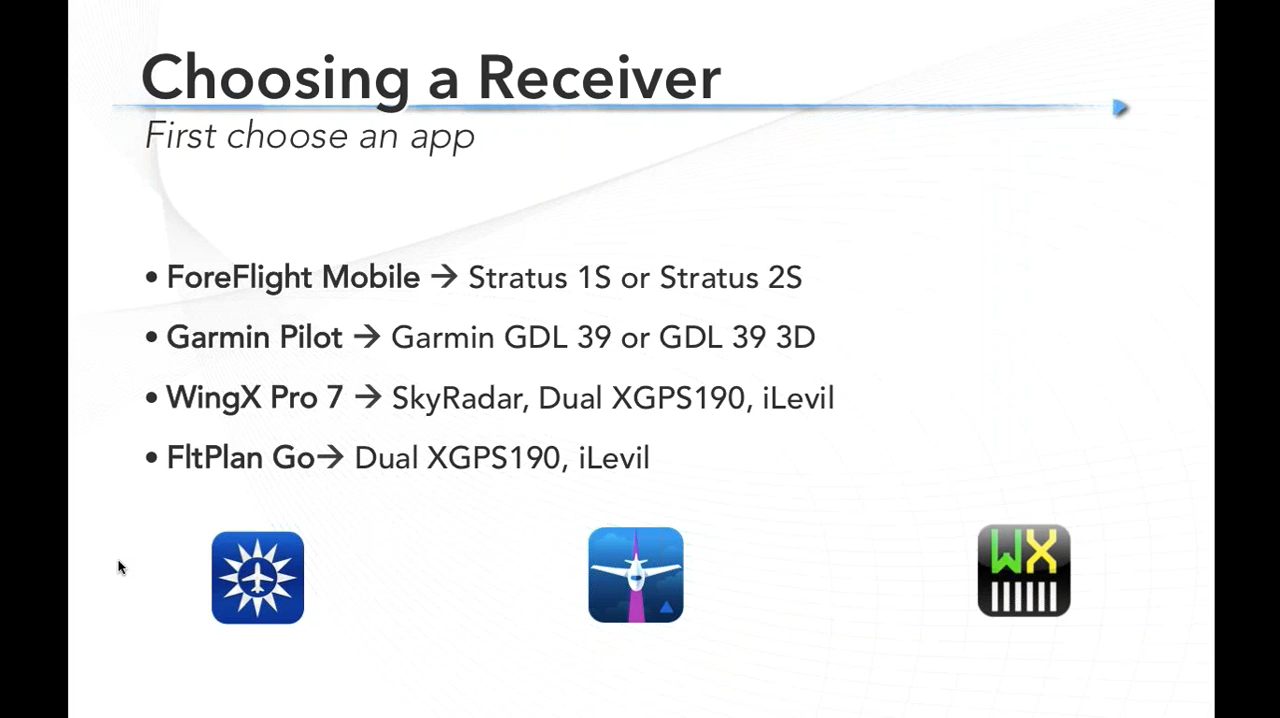 Choosing a Receiver
First choose an app
• ForeFlight Mobile → Stratus 1S or Stratus 2S
• Garmin Pilot → Garmin GDL 39 or GDL 39 3D
• WingX Pro 7 → SkyRadar, Dual XGPS190, iLevil
• FltPlan Go→ Dual XGPS190, iLevil
WX